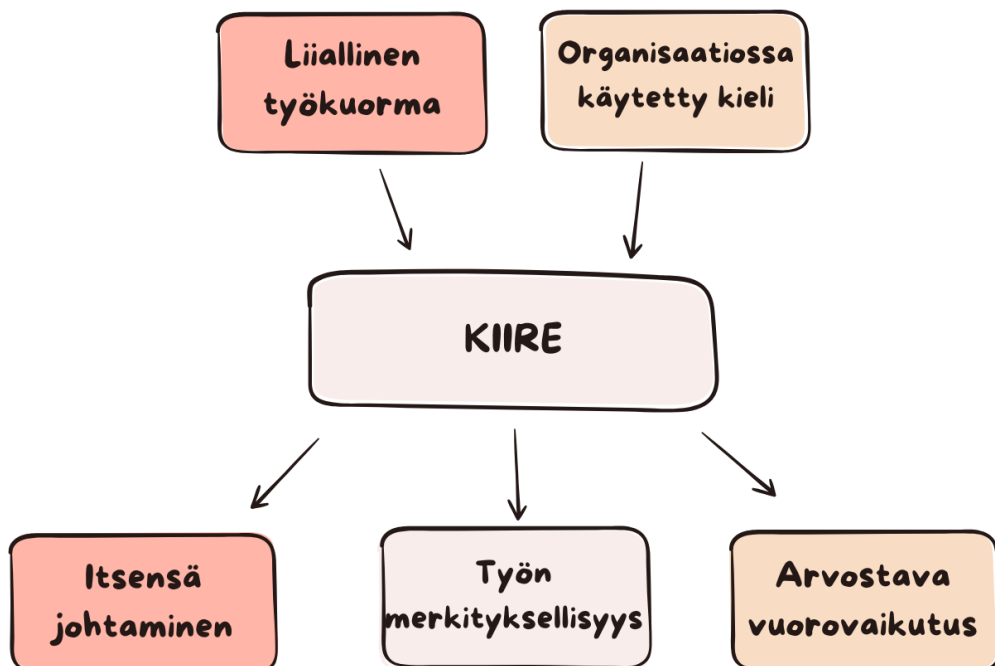 Liiallinen
työkuorma
Organisaatiossa
käytetty kieli
KIIRE
Itsensä
johtaminen
Työn
merkityksellisyys
Arvostava
vuorovaikutus